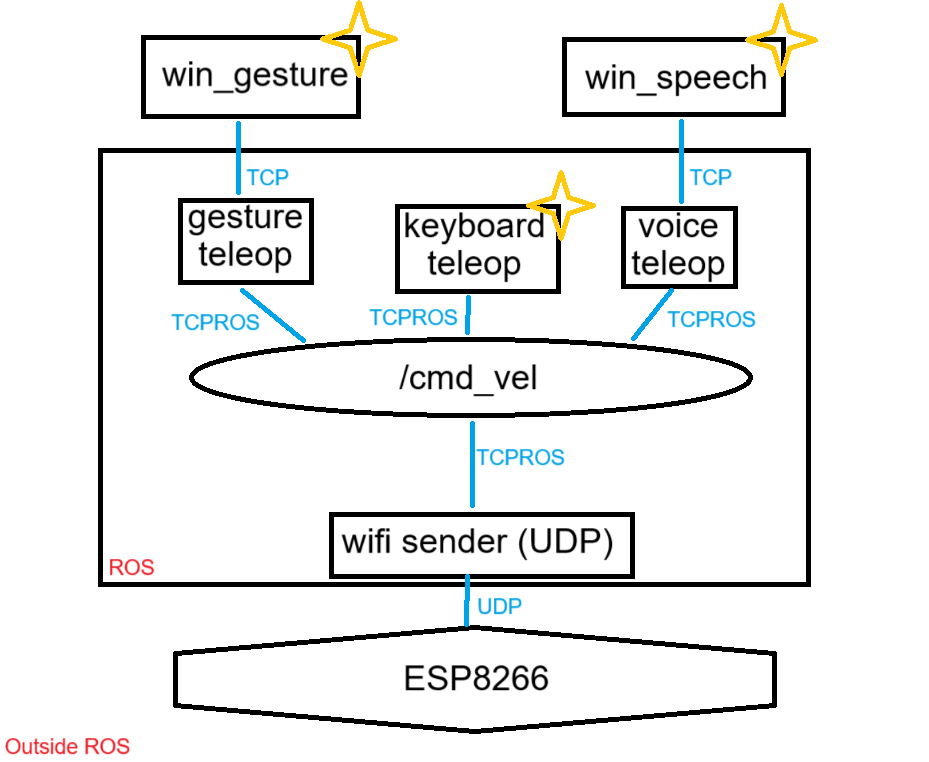 win_gesture
win_speech
TCP
TCP
gesture
teleop
keyboard
teleop
voice
teleop
TCPROS
TCPROS
TCPROS
/cmd_vel
TCPROS
wifi sender (UDP)
ROS
UDP
ESP8266
Outside ROS